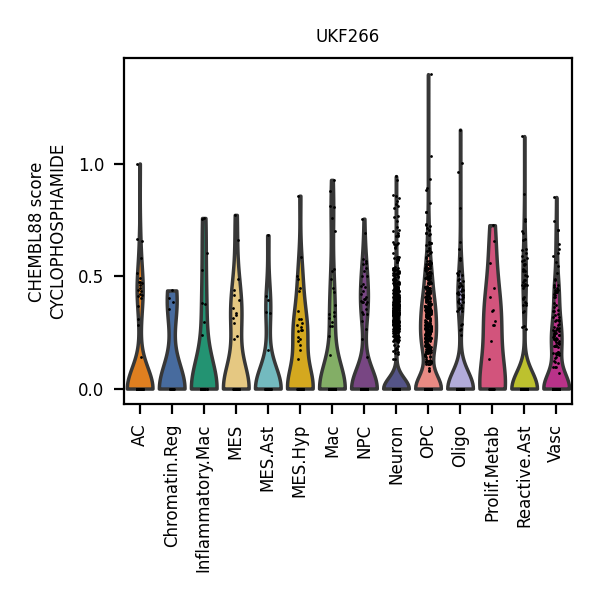 UKF266
CHEMBL88 score
CYCLOPHOSPHAMIDE
1.0
0.5
0.0
AC
Chromatin.Reg
Inflammatory.Mac
MES
MES.Ast
MES.Hyp
Mac
NPC
Neuron
OPC
Oligo
Prolif.Metab
Reactive.Ast
Vasc